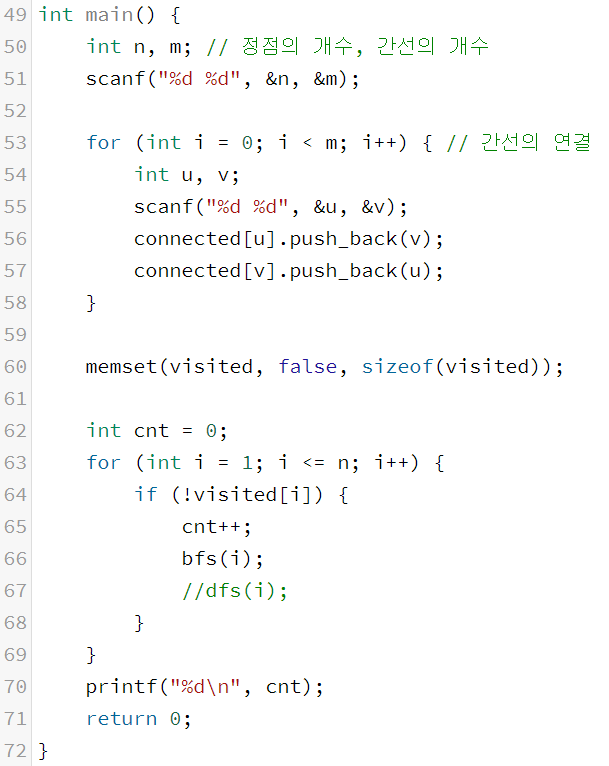 49 int main() {
50     int n, m; // 정점의 개수, 간선의 개수
51     scanf("%d %d", &n, &m);
52
53     for (int i = 0; i < m; i++) { // 간선의 연결
54         int u, v;
55         scanf("%d %d", &u, &v);
56         connected[u].push_back(v);
57         connected[v].push_back(u);
58     }
59
60     memset(visited, false, sizeof(visited));
61
62     int cnt = 0;
63     for (int i = 1; i <= n; i++) {
64         if (!visited[i]) {
65             cnt++;
66             bfs(i);
67             //dfs(i);
68         }
69     }
70     printf("%d\n", cnt);
71     return 0;
72 }